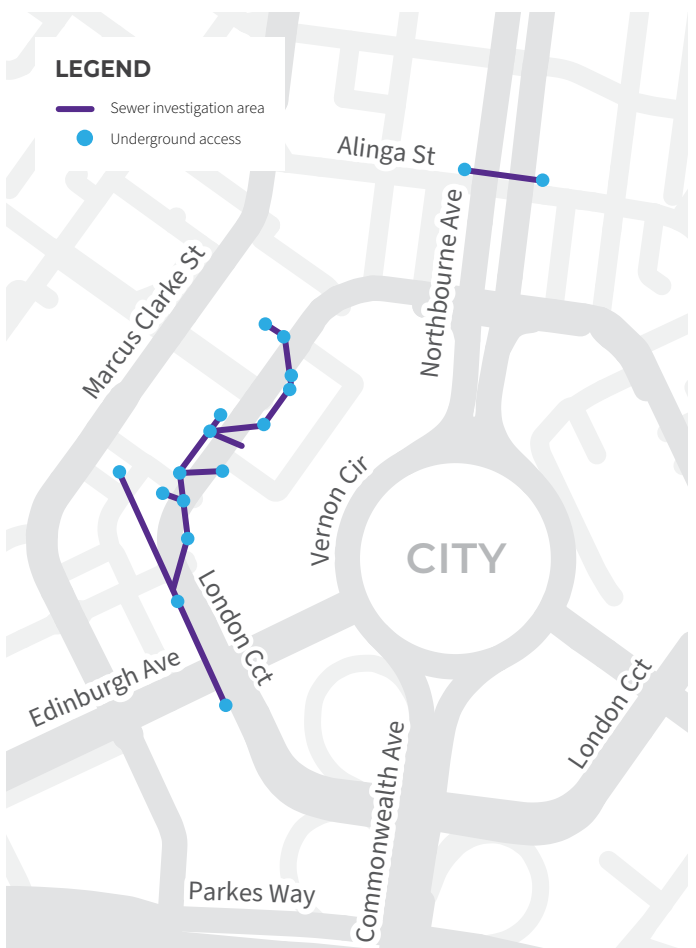 LEGEND
Sewer investigation area
Underground access
Alinga St
Northbourne Ave
Marcus Clarke St
Vernon Cir
CITY
London Cct
Edinburgh Ave
London Cct
Commonwealth Ave
Parkes Way